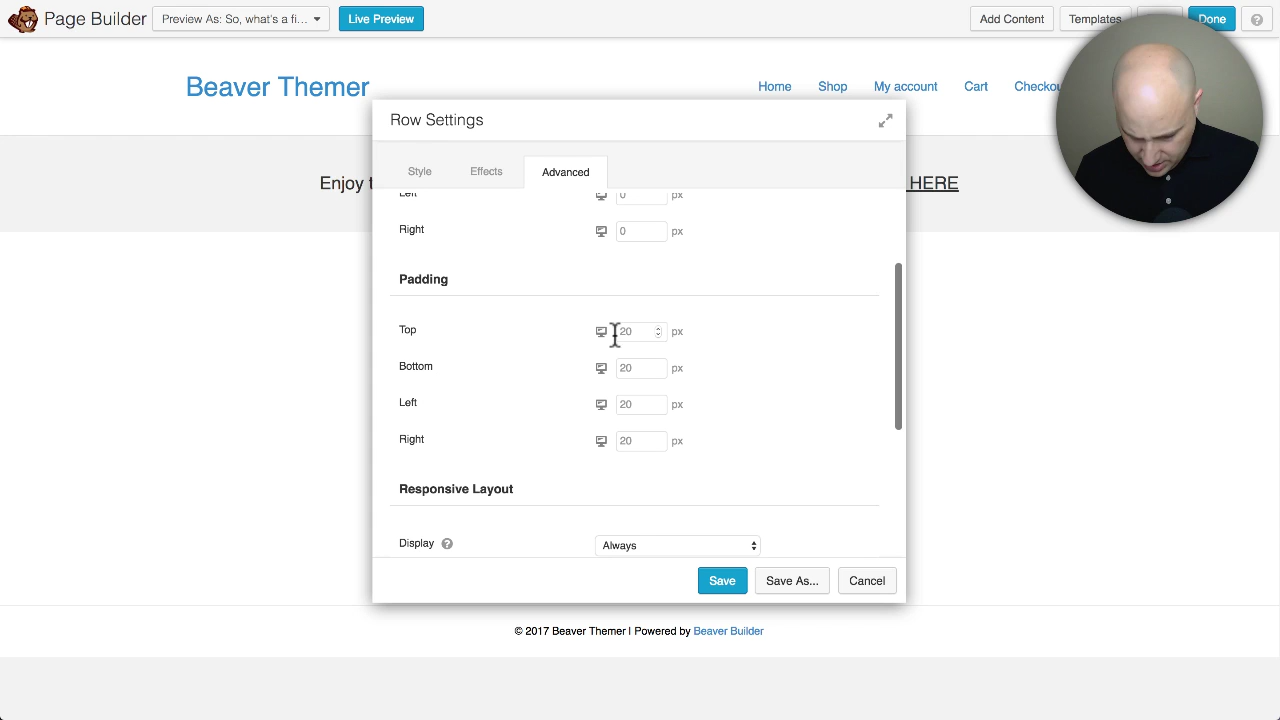 Page Builder
Preview As: So, what's a fi...
Live Preview
Add Content
Templates
Done
Beaver Themer
Home
Shop
My account
Cart
Row Settings
Style
Effects
Advanced
Enjoy
HERE
Left
0
px
Right
0
px
Padding
Top
20
px
Bottom
20
px
Left
20
px
Right
20
px
Responsive Layout
Display
?
Always
Save
Save As...
Cancel
© 2017 Beaver Themer | Powered by Beaver Builder